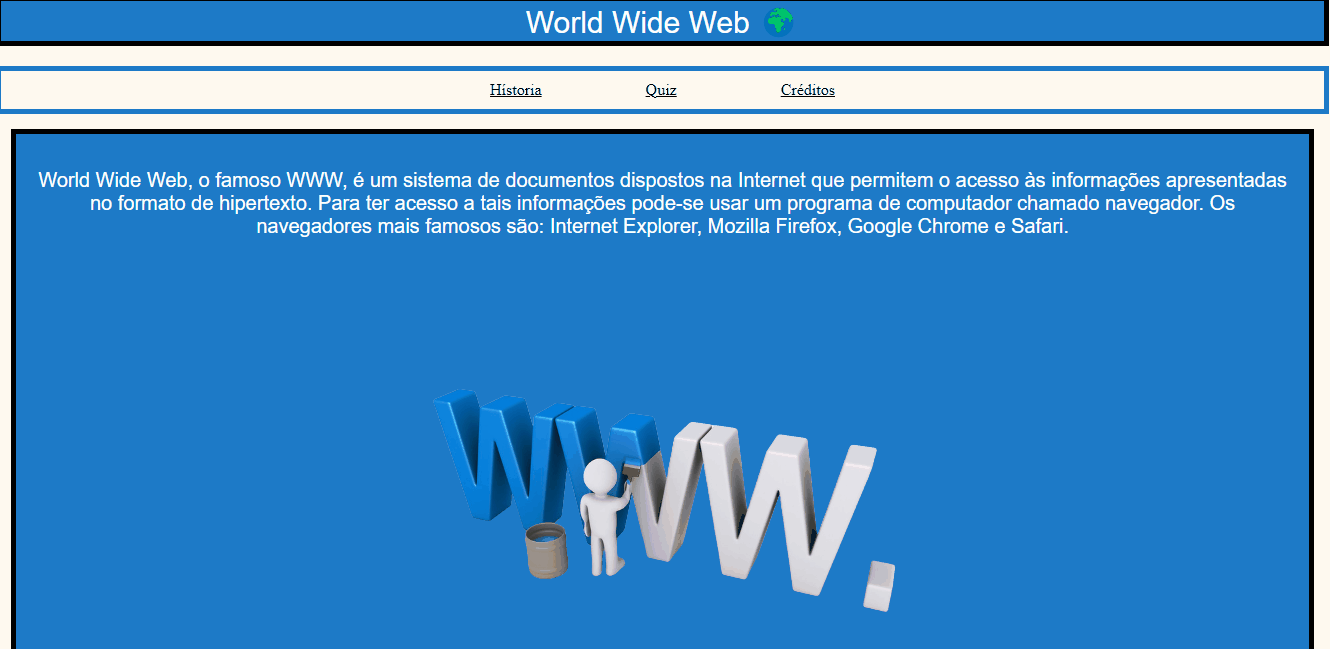 World Wide Web 🌍
Historia
Quiz
Créditos
World Wide Web, o famoso WWW, é um sistema de documentos dispostos na Internet que permitem o acesso às informações apresentadas
no formato de hipertexto. Para ter acesso a tais informações pode-se usar um programa de computador chamado navegador. Os
navegadores mais famosos são: Internet Explorer, Mozilla Firefox, Google Chrome e Safari.
WWW.